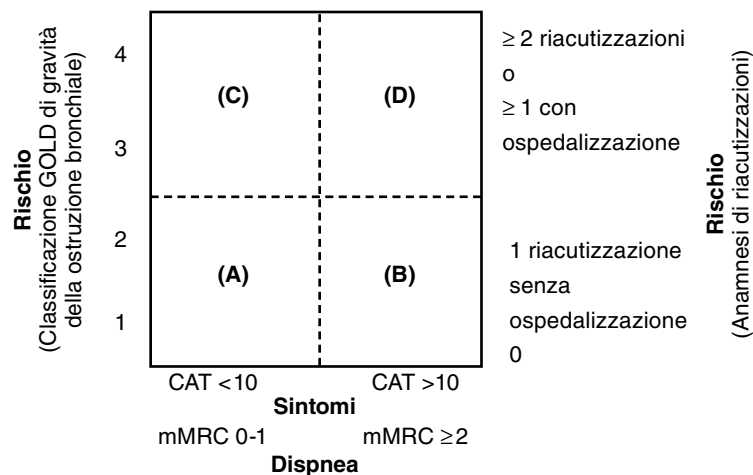 Rischio
(Classificazione GOLD di gravità
della ostruzione bronchiale)
4
3
2
1
(C)
(D)
(A)
(B)
≥ 2 riacutizzazioni
o
≥ 1 con
ospedalizzazione
1 riacutizzazione
senza
ospedalizzazione
0
Rischio
(Anamnesi di riacutizzazioni)
CAT <10
CAT >10
Sintomi
mMRC 0-1
mMRC ≥2
Dispnea